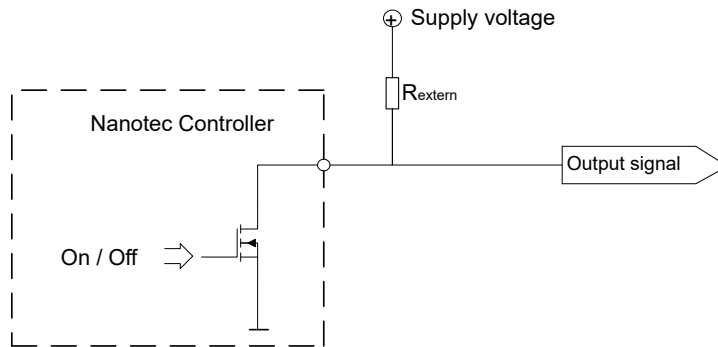 Supply voltage
Rextern
Nanotec Controller
Output signal
On / Off